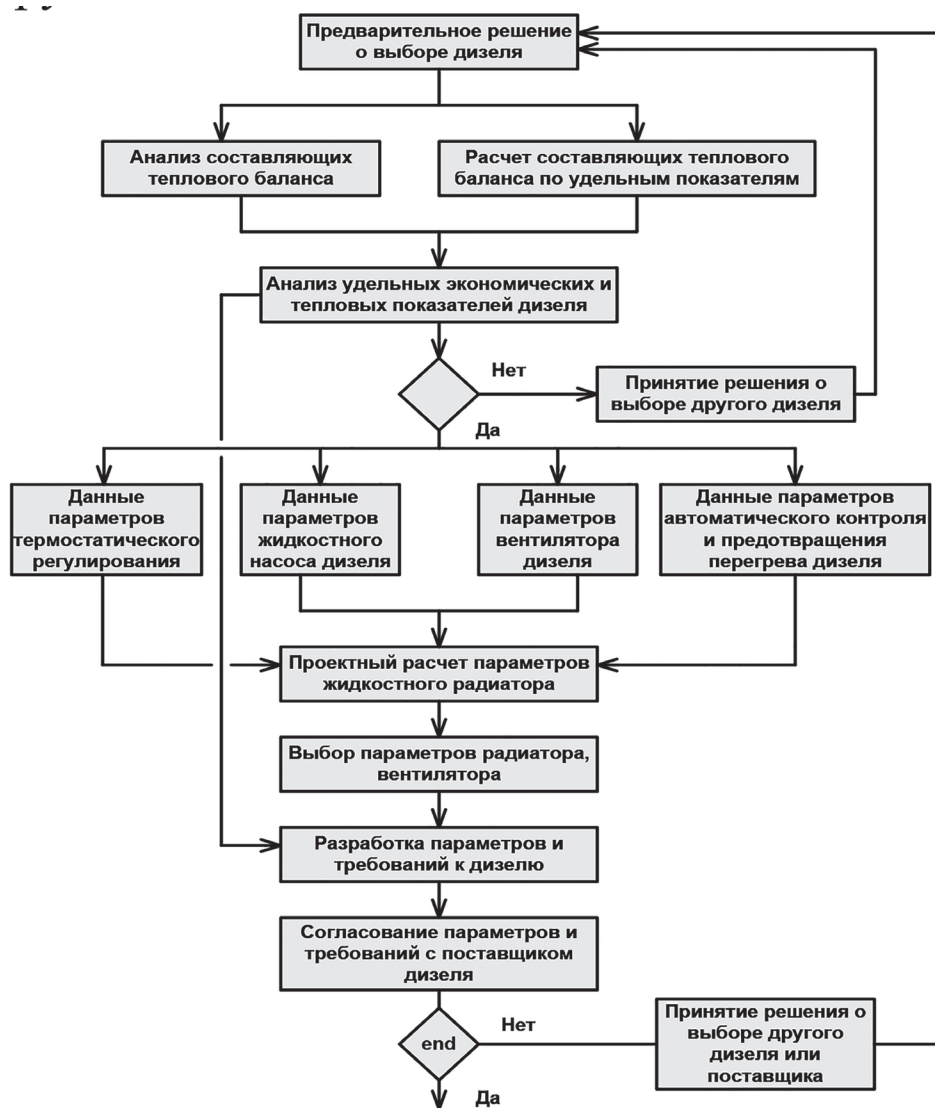 Предварительное решение
о выборе дизеля
Анализ составляющих
теплового баланса
Расчет составляющих теплового
баланса по удельным показателям
Анализ удельных экономических и
тепловых показателей дизеля
Нет
Принятие решения о
выборе другого дизеля
Да
Данные
параметров
термостатического
регулирования
Данные
параметров
жидкостного
насоса дизеля
Данные
параметров
вентилятора
дизеля
Данные параметров
автоматического контроля
и предотвращения
перегрева дизеля
Проектный расчет параметров
жидкостного радиатора
Выбор параметров радиатора,
вентилятора
Разработка параметров и
требований к дизелю
Согласование параметров и
требований с поставщиком
дизеля
end
Нет
Принятие решения о
выборе другого
дизеля или
поставщика
Да